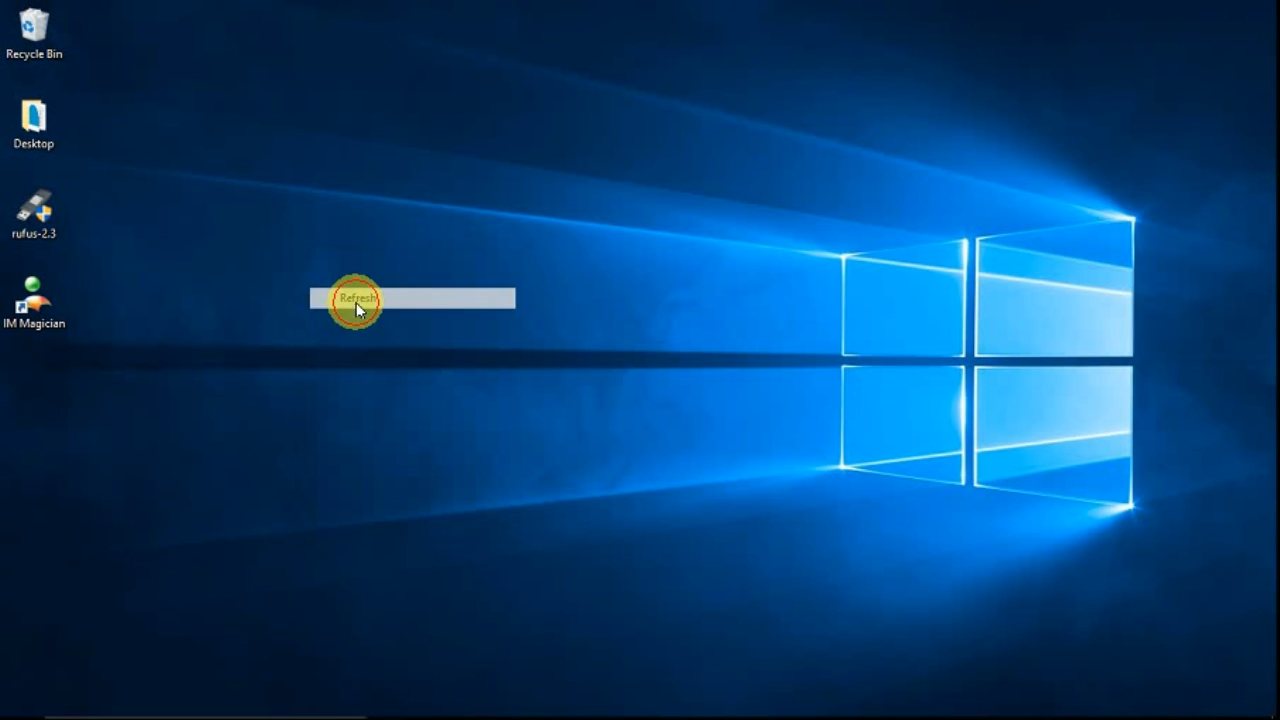 Recycle Bin
Desktop
rufus-2.3
IM Magician
Refresh